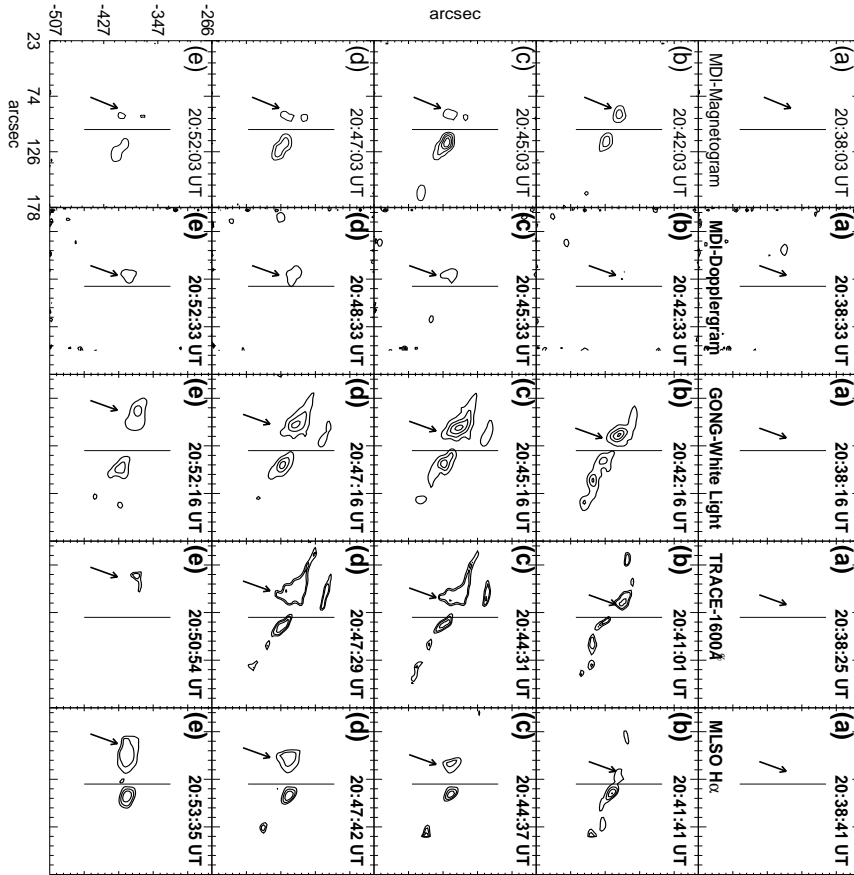 (a) 20:38:03 UT
(a) 20:38:33 UT
(a) 20:38:16 UT
(a) 20:38:25 UT
(a) 20:38:41 UT
MDI-Magnetogram
MDI-Dopplergram
GONG-White Light
TRACE-1600Å
MLSO Hα
(b) 20:42:03 UT
(b) 20:42:33 UT
(b) 20:42:16 UT
(b) 20:41:01 UT
(b) 20:41:41 UT
(c) 20:45:03 UT
(c) 20:45:33 UT
(c) 20:45:16 UT
(c) 20:44:31 UT
(c) 20:44:37 UT
(d) 20:47:03 UT
(d) 20:48:33 UT
(d) 20:47:16 UT
(d) 20:47:29 UT
(d) 20:47:42 UT
(e) 20:52:03 UT
(e) 20:52:33 UT
(e) 20:52:16 UT
(e) 20:50:54 UT
(e) 20:53:35 UT
arcsec
-266
-347
-427
-507
23 74 126 178
arcsec